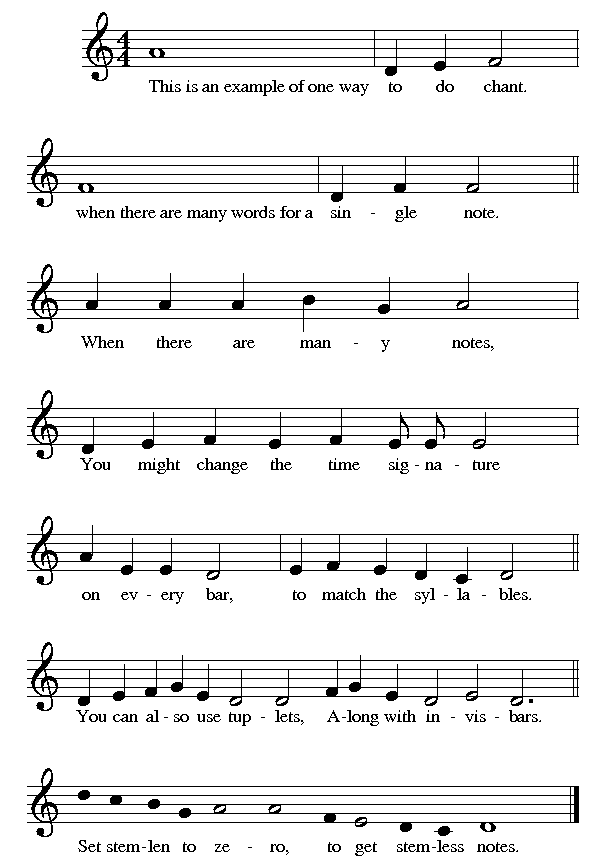 4
4
This is an example of one way to do chant.
when there are many words for a sin - gle note.
When there are man - y notes,
You might change the time sig - na - ture
on ev - ery bar, to match the syl - la - bles.
You can al - so use tup - lets, A-long with in - vis - bars.
Set stem-len to ze - ro, to get stem-less notes.